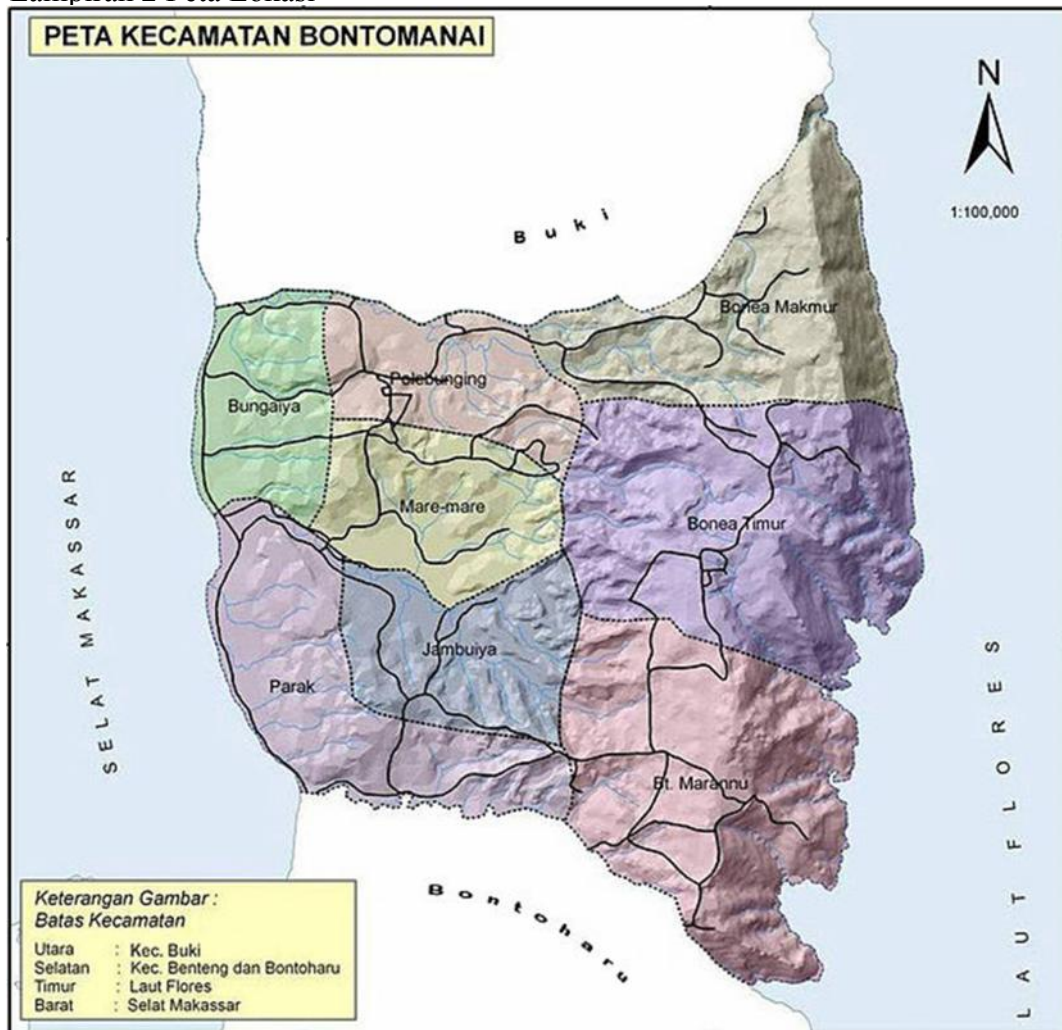 PETA KECAMATAN BONTOMANAI
N
1:100,000
Buki
Bonea Makmur
Polebunging
Bungaiya
Mare-mare
Bonea Timur
SELAT MAKASSAR
Jambuiya
Parak
Bt. Marannu
LAUT FLORES
Bontoharu
Keterangan Gambar :
Batas Kecamatan
Utara : Kec. Buki
Selatan : Kec. Benteng dan Bontoharu
Timur : Laut Flores
Barat : Selat Makassar